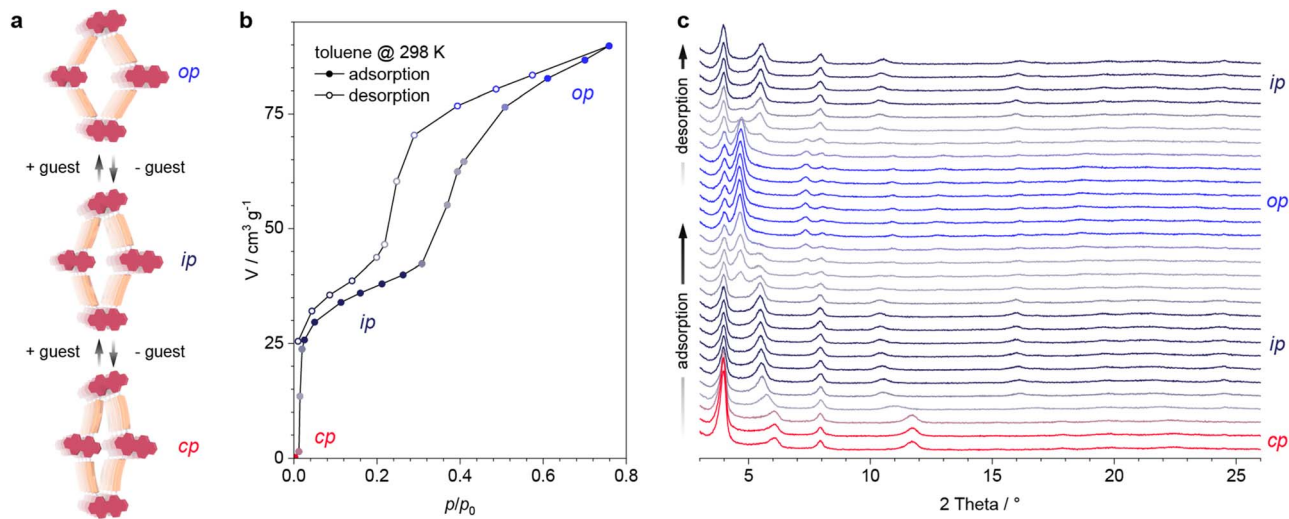 a
op
+ guest
- guest
ip
+ guest
- guest
cp
b
toluene @ 298 K
adsorption
desorption
op
ip
cp
V / cm³ g⁻¹
75
50
25
0
0.0
0.2
0.4
0.6
0.8
p/p₀
c
desorption
adsorption
ip
op
ip
cp
5
10
15
20
25
2 Theta / °